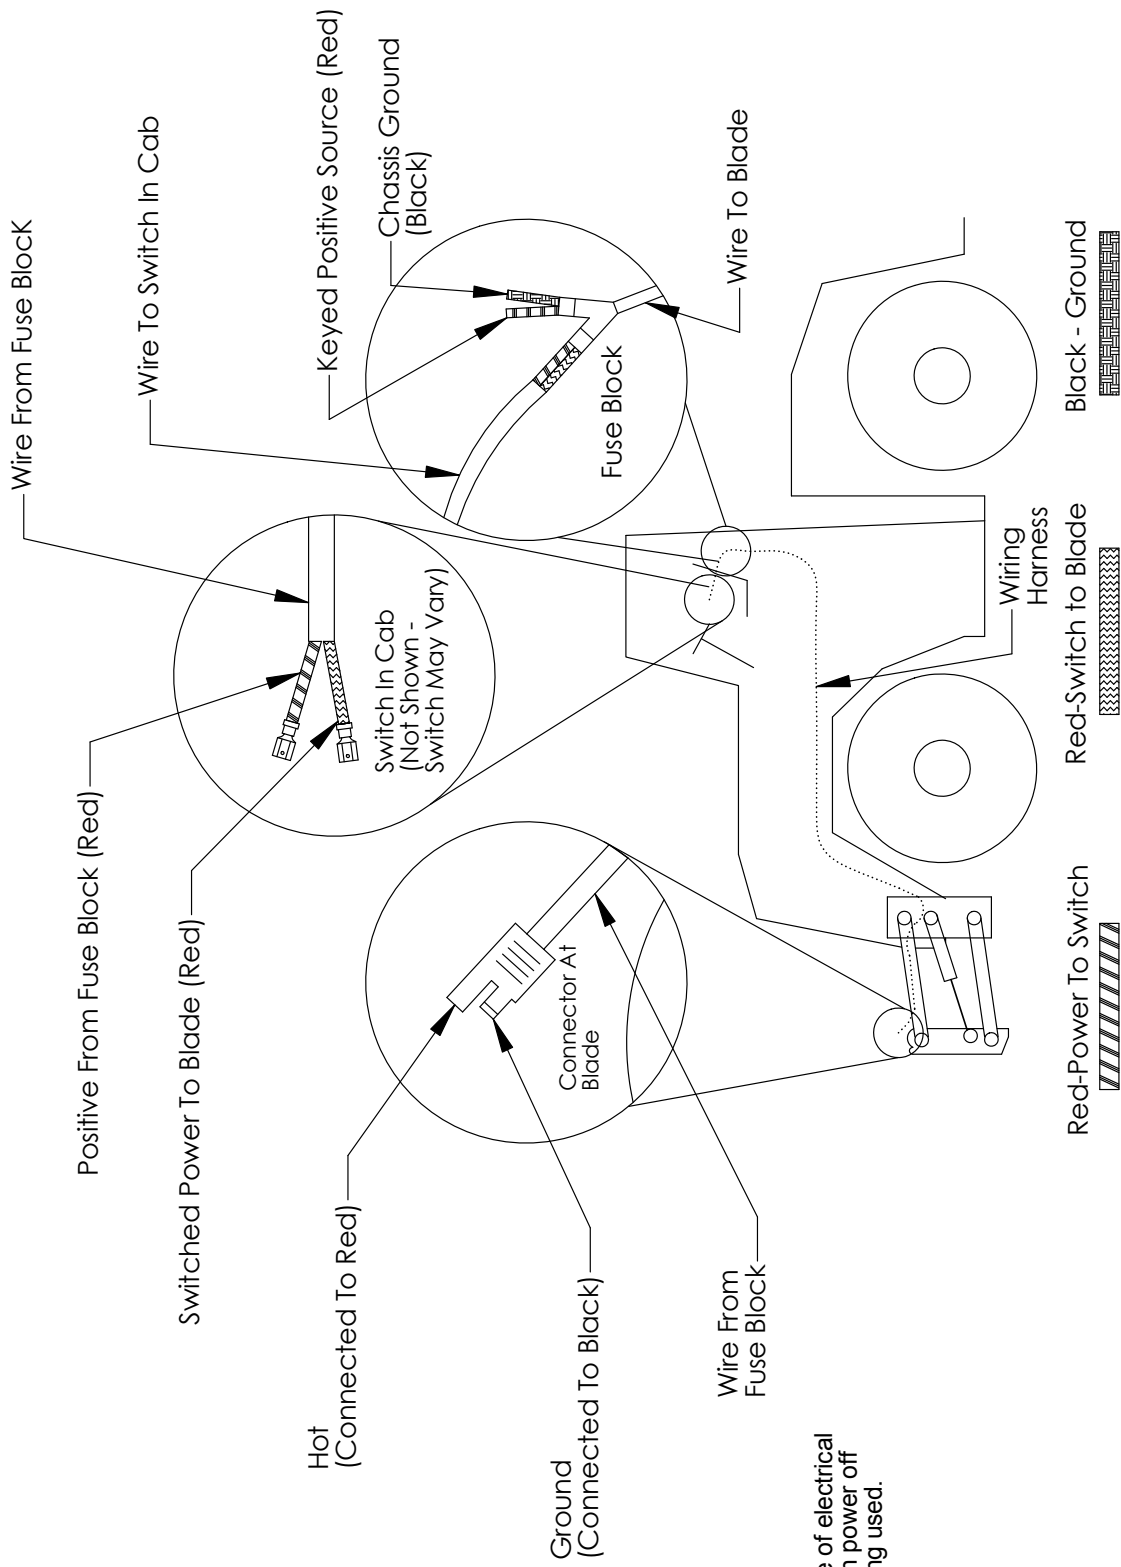 Wire From Fuse BlocK
Wire To Switch In Cab
Keyed Positive Source (Red)
Chassis Ground
(Black)
Positive From Fuse Block (Red)
Switched Power To Blade (Red)
Hot
(Connected To Red)
Ground
(Connected To Black)
Wire From
Fuse Block
Connector At
Blade
Switch In Cab
(Not Shown -
Switch May Vary)
Fuse Block
Wire To Blade
Wiring
Harness
of electrical
power off
used.
Red-Power To Switch
Red-Switch to Blade
Black - Ground